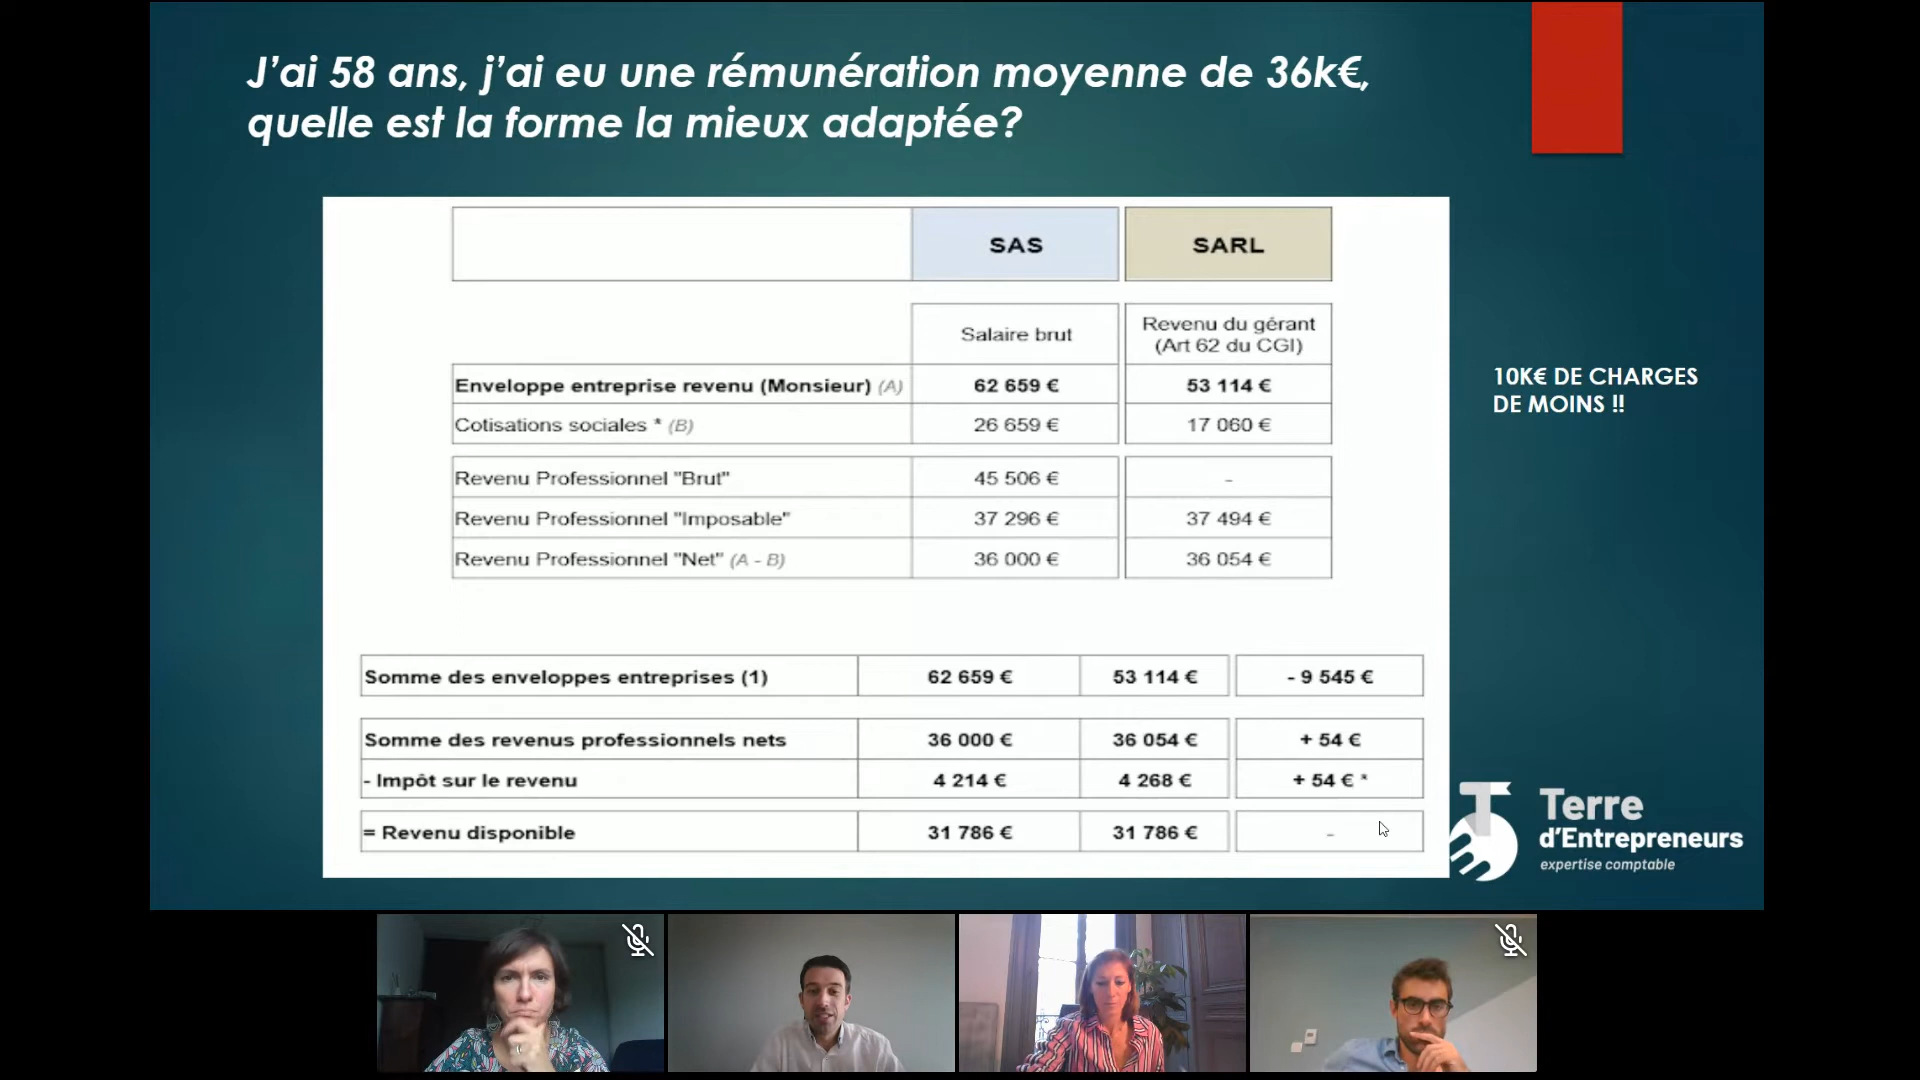 J'ai 58 ans, j'ai eu une rémunération moyenne de 36k€,
quelle est la forme la mieux adaptée?
SAS SARL
Salaire brut Revenu du gérant
(Art 62 du CGI)
Enveloppe entreprise revenu (Monsieur) (A) 62 659 € 53 114 €
Cotisations sociales * (B) 26 659 € 17 060 €
Revenu Professionnel "Brut" 45 506 € -
Revenu Professionnel "Imposable" 37 296 € 37 494 €
Revenu Professionnel "Net" (A - B) 36 000 € 36 054 €
10K€ DE CHARGES
DE MOINS !!
Somme des enveloppes entreprises (1) 62 659 € 53 114 € - 9 545 €
Somme des revenus professionnels nets 36 000 € 36 054 € + 54 €
- Impôt sur le revenu 4 214 € 4 268 € + 54 € *
= Revenu disponible 31 786 € 31 786 € -
Terre
d'Entrepreneurs
expertise comptable